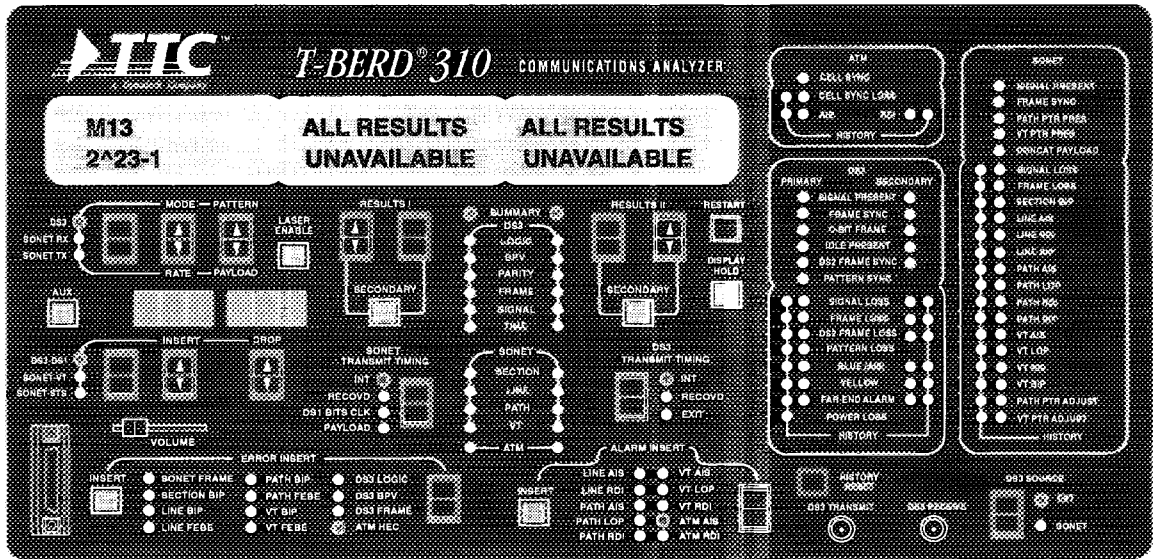 TTC™
T-BERD® 310 COMMUNICATIONS ANALYZER
M13
2^23-1
ALL RESULTS
UNAVAILABLE
ALL RESULTS
UNAVAILABLE
MODE PATTERN
DS3
SONET RX
SONET TX
RATE PAYLOAD
LASER
ENABLE
RESULTS I
SECONDARY
SUMMARY
DS3
LOGIC
BPV
PARITY
FRAME
SIGNAL
TIME
RESULTS II
SECONDARY
RESTART
DISPLAY
HOLD
AUX
INSERT DROP
DS3-DS1
SONET-VT
SONET-STS
SONET
TRANSMIT TIMING
INT
RECOVD
DS1 BITS CLK
PAYLOAD
SONET
SECTION
LINE
PATH
VT
ATM
DS3
TRANSMIT TIMING
INT
RECOVD
EXIT
VOLUME
ERROR INSERT
INSERT
SONET FRAME
SECTION BIP
LINE BIP
LINE FEBE
PATH BIP
PATH FEBE
VT BIP
VT FEBE
DS3 LOGIC
DS3 BPV
DS3 FRAME
ATM HEC
ALARM INSERT
INSERT
LINE AIS
LINE RDI
PATH AIS
PATH LOP
PATH RDI
VT AIS
VT LOP
VT RDI
ATM AIS
ATM RDI
ATM
CELL SYNC
CELL SYNC LOSS
AIS RDI
HISTORY
DS3
PRIMARY SECONDARY
SIGNAL PRESENT
FRAME SYNC
C-BIT FRAME
IDLE PRESENT
DS2 FRAME SYNC
PATTERN SYNC
SIGNAL LOSS
FRAME LOSS
DS2 FRAME LOSS
PATTERN LOSS
BLUE/AIS
YELLOW
FAR-END ALARM
POWER LOSS
HISTORY
SONET
SIGNAL PRESENT
FRAME SYNC
PATH PTR PRES
VT PTR PRES
CONCAT PAYLOAD
SIGNAL LOSS
FRAME LOSS
SECTION BIP
LINE AIS
LINE RDI
LINE BIP
PATH AIS
PATH LOP
PATH RDI
PATH BIP
VT AIS
VT LOP
VT RDI
VT BIP
PATH PTR ADJUST
VT PTR ADJUST
HISTORY
HISTORY
RESET
DS3 TRANSMIT
DS3 RECEIVE
DS3 SOURCE
EXT
SONET